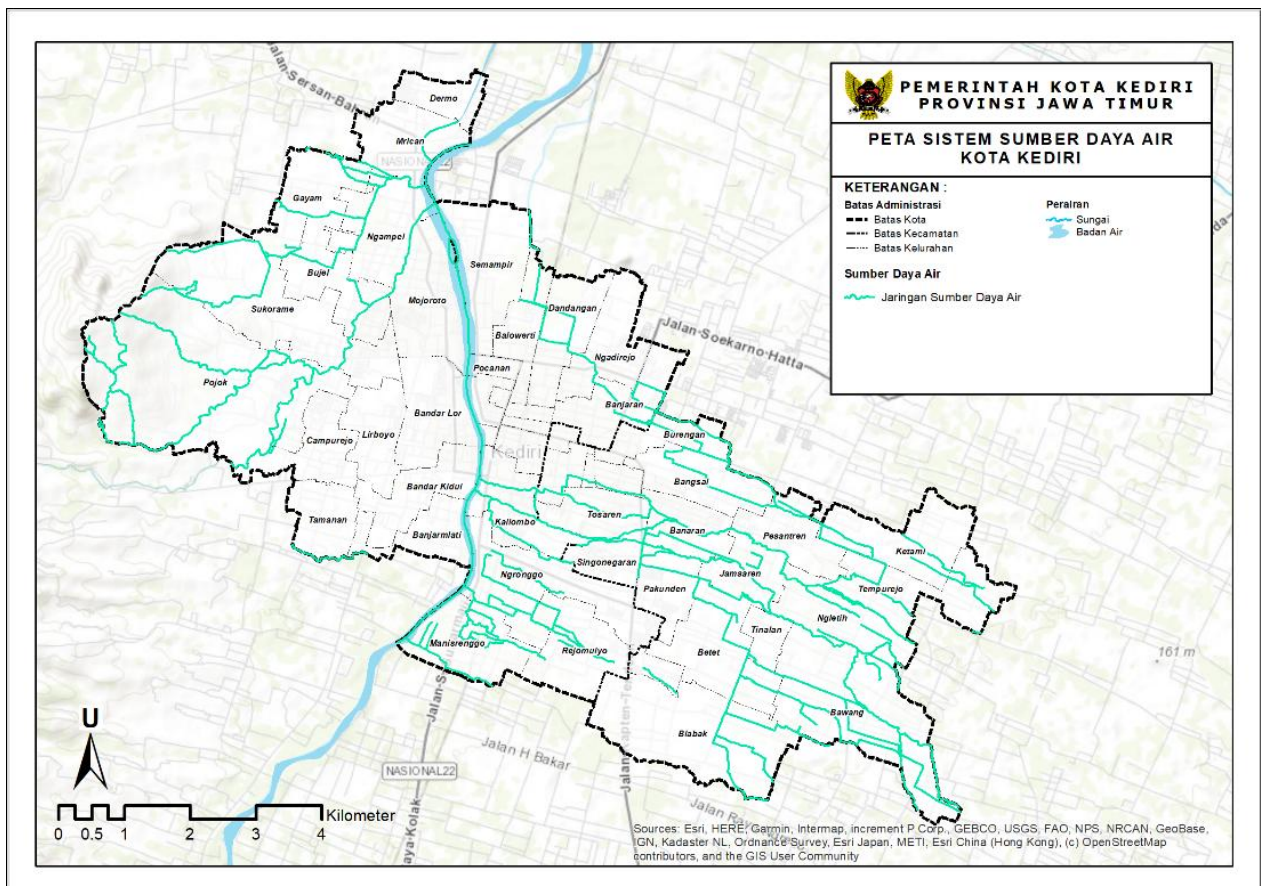 PEMERINTAH KOTA KEDIRI
PROVINSI JAWA TIMUR
PETA SISTEM SUMBER DAYA AIR
KOTA KEDIRI
KETERANGAN :
Batas Administrasi
Batas Kota
Batas Kecamatan
Batas Kelurahan
Perairan
Sungai
Badan Air
Sumber Daya Air
Jaringan Sumber Daya Air
Dermo
Mrican
NASIONAL22
Gayam
Ngampel
Semampir
Bujel
Mojoroto
Dandangan
Sukorame
Balowerti
Jalan-Soekarno-Hatta
Ngadirejo
Pocanan
Pojok
Banjaran
Bandar Lor
Burengan
Campurejo
Lirboyo
Kediri
Bangsal
Bandar Kidul
Tamanan
Banjarmlati
Kaliombo
Tosaren
Banaran
Pesantren
Ketami
Singonegaran
Ngronggo
Pakunden
Jamsaren
Tempurejo
Ngletih
Tinalan
Manisrenggo
Rejomulyo
Betet
161 m
Bawang
Blabak
U
Jalan H Bakar
NASIONAL22
Kilometer
0 0.5 1 2 3 4
Sources: Esri, HERE, Garmin, Intermap, increment P Corp., GEBCO, USGS, FAO, NPS, NRCAN, GeoBase,
IGN, Kadaster NL, Ordnance Survey, Esri Japan, METI, Esri China (Hong Kong), (c) OpenStreetMap
contributors, and the GIS User Community